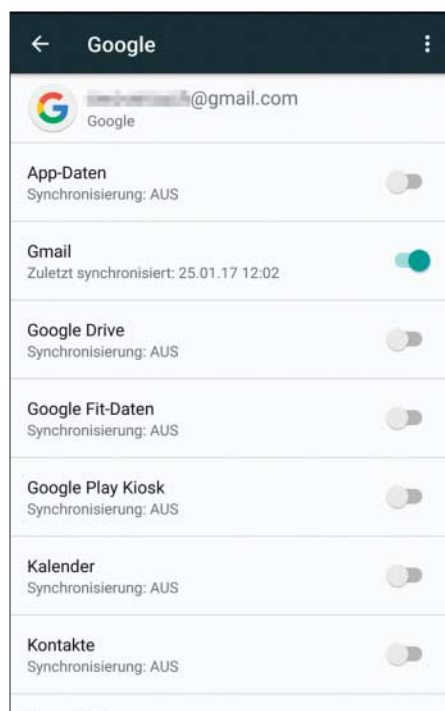 Google
@gmail.com
Google
App-Daten
Synchronisierung: AUS
Gmail
Zuletzt synchronisiert: 25.01.17 12:02
Google Drive
Synchronisierung: AUS
Google Fit-Daten
Synchronisierung: AUS
Google Play Kiosk
Synchronisierung: AUS
Kalender
Synchronisierung: AUS
Kontakte
Synchronisierung: AUS